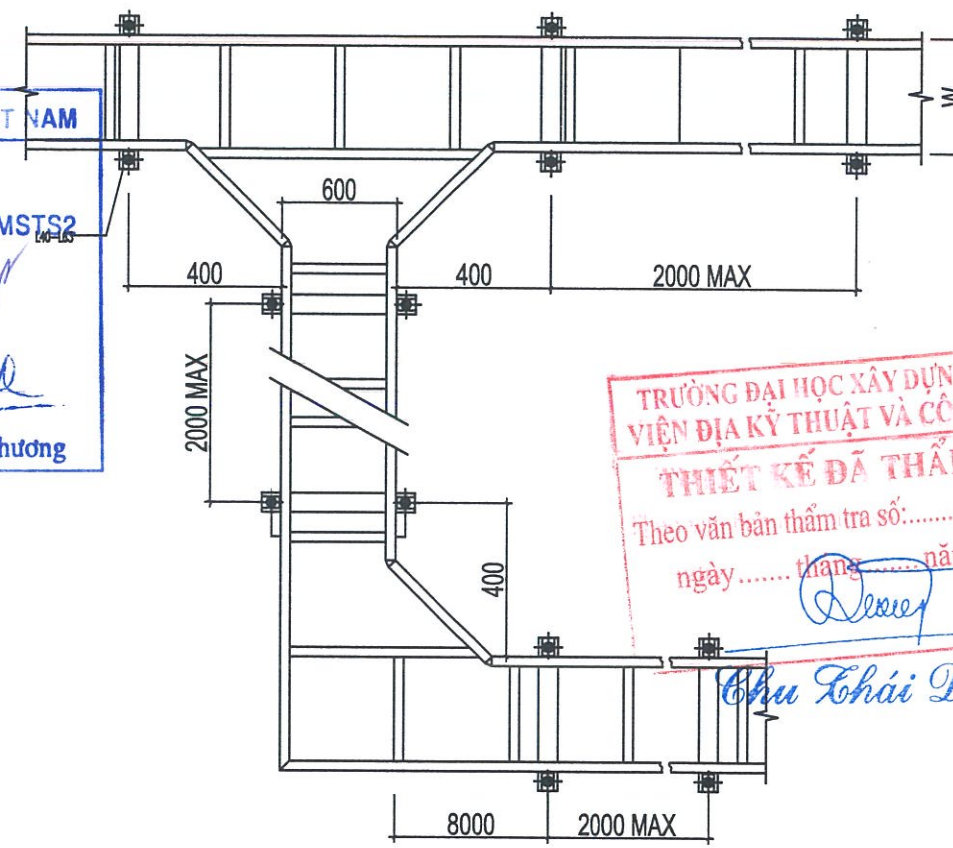 T NAM
W
MSTS2
L40-L65
600
400
400
2000 MAX
2000 MAX
hương
TRƯỜNG ĐẠI HỌC XÂY DỰN
VIỆN ĐỊA KỸ THUẬT VÀ CÔ
THIẾT KẾ ĐÃ THẨ
Theo văn bản thẩm tra số:........
ngày....... tháng........nă
Chu Thái D
400
8000
2000 MAX